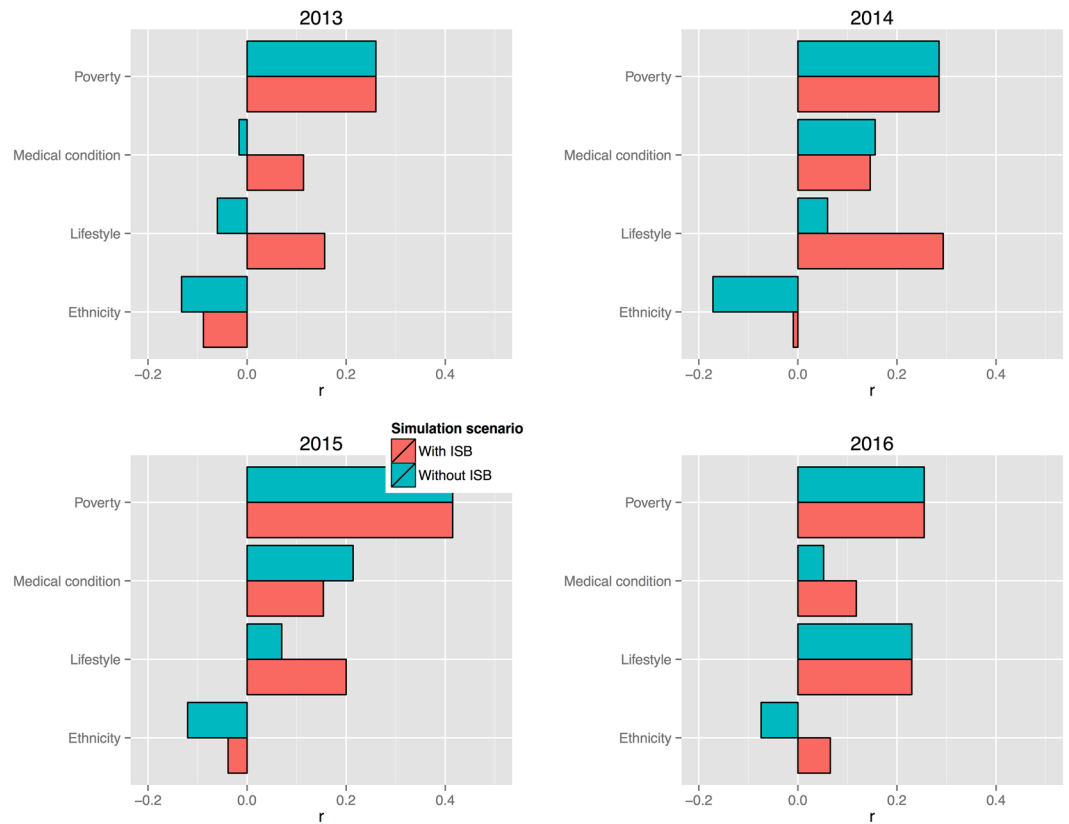 2013
Poverty
Medical condition
Lifestyle
Ethnicity
−0.2 0.0 0.2 0.4
r
2014
Poverty
Medical condition
Lifestyle
Ethnicity
−0.2 0.0 0.2 0.4
r
Simulation scenario
With ISB
Without ISB
2015
Poverty
Medical condition
Lifestyle
Ethnicity
−0.2 0.0 0.2 0.4
r
2016
Poverty
Medical condition
Lifestyle
Ethnicity
−0.2 0.0 0.2 0.4
r